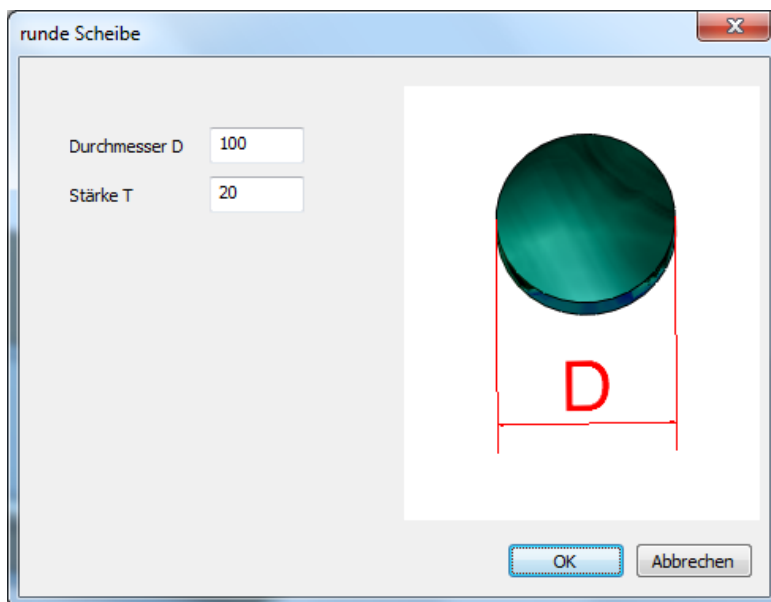 runde Scheibe
Durchmesser D 100
Stärke T 20
D
OK Abbrechen